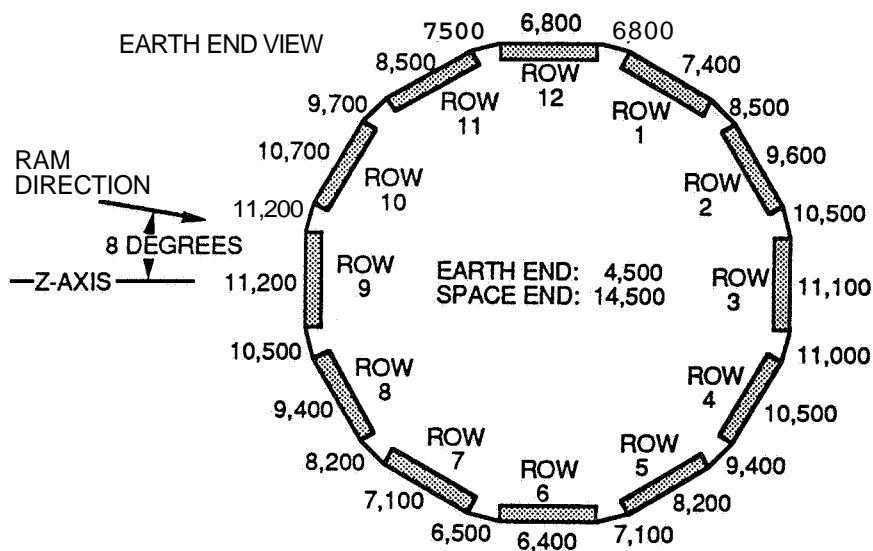 EARTH END VIEW
7500
6,800
6800
8,500
7,400
9,700
ROW
11
ROW
12
ROW
1
8,500
10,700
9,600
RAM
DIRECTION
ROW
10
ROW
2
11,200
10,500
8 DEGREES
Z-AXIS
11,200
ROW
9
EARTH END: 4,500
SPACE END: 14,500
ROW
3
11,100
10,500
11,000
ROW
8
ROW
4
9,400
10,500
8,200
ROW
7
ROW
6
ROW
5
9,400
7,100
8,200
6,500
6,400
7,100